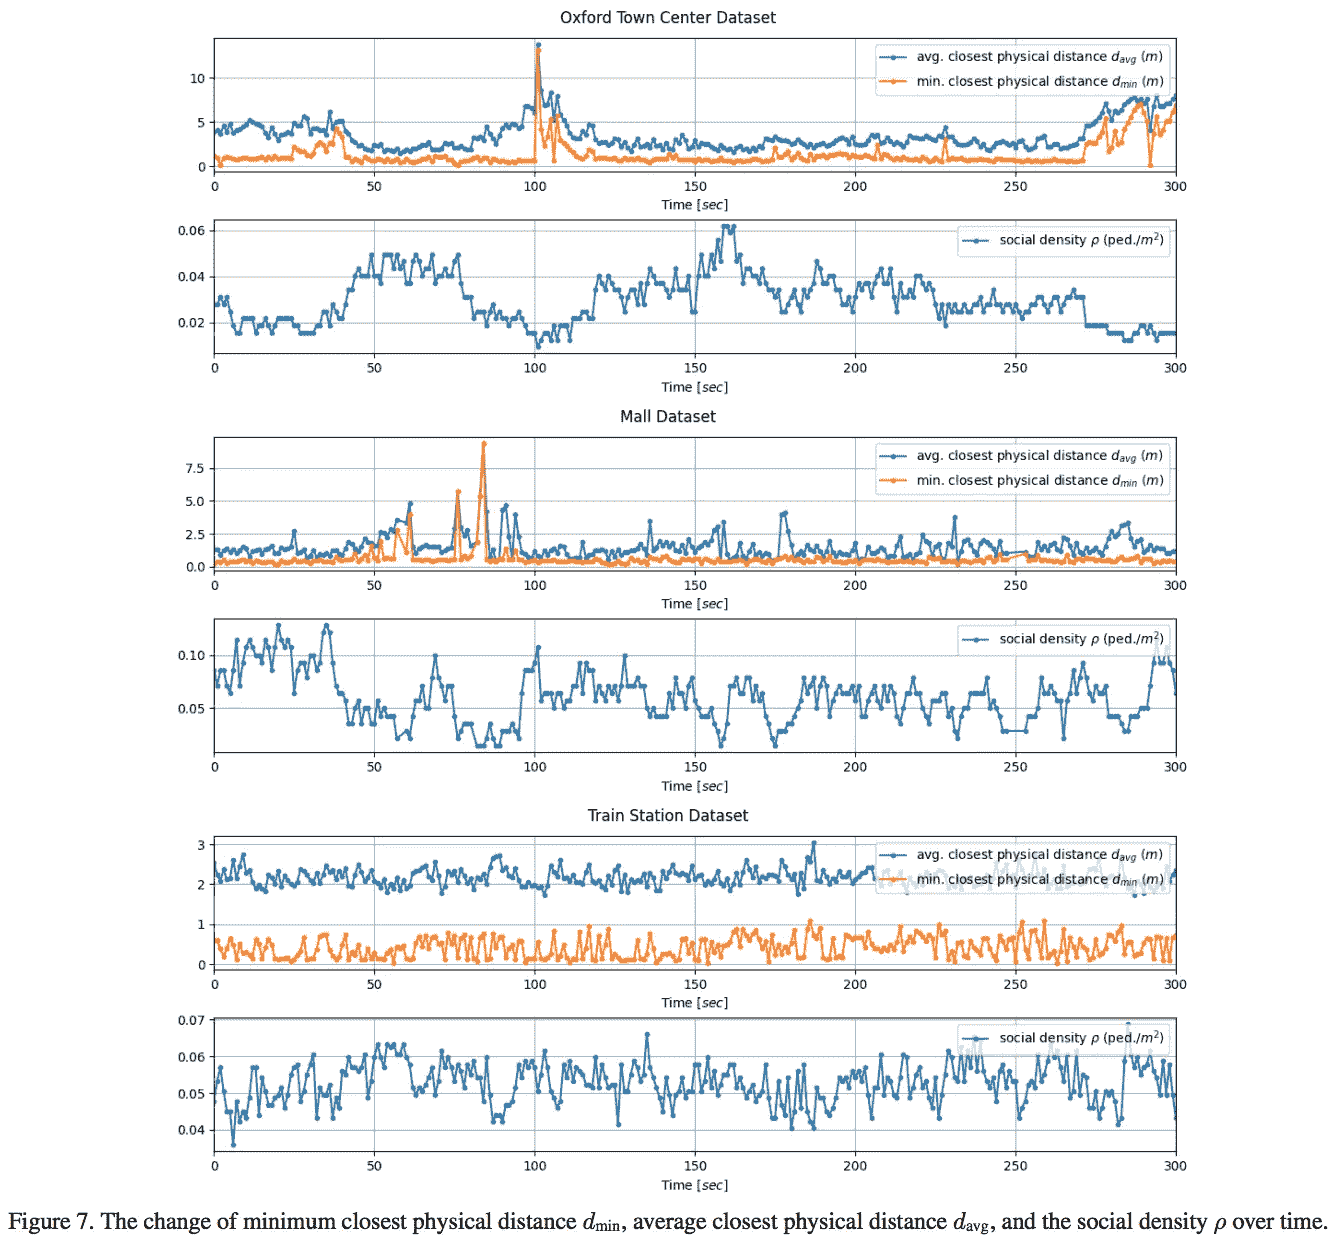 Oxford Town Center Dataset
avg. closest physical distance d_avg (m)
min. closest physical distance d_min (m)
10
5
0
0 50 100 150 200 250 300
Time [sec]
social density ρ (ped./m²)
0.06
0.04
0.02
0 50 100 150 200 250 300
Time [sec]
Mall Dataset
avg. closest physical distance d_avg (m)
min. closest physical distance d_min (m)
7.5
5.0
2.5
0.0
0 50 100 150 200 250 300
Time [sec]
social density ρ (ped./m²)
0.10
0.05
0 50 100 150 200 250 300
Time [sec]
Train Station Dataset
3
avg. closest physical distance d_avg (m)
2
min. closest physical distance d_min (m)
1
0
0 50 100 150 200 250 300
Time [sec]
0.07
social density ρ (ped./m²)
0.06
0.05
0.04
0 50 100 150 200 250 300
Time [sec]
Figure 7. The change of minimum closest physical distance d_min, average closest physical distance d_avg, and the social density ρ over time.